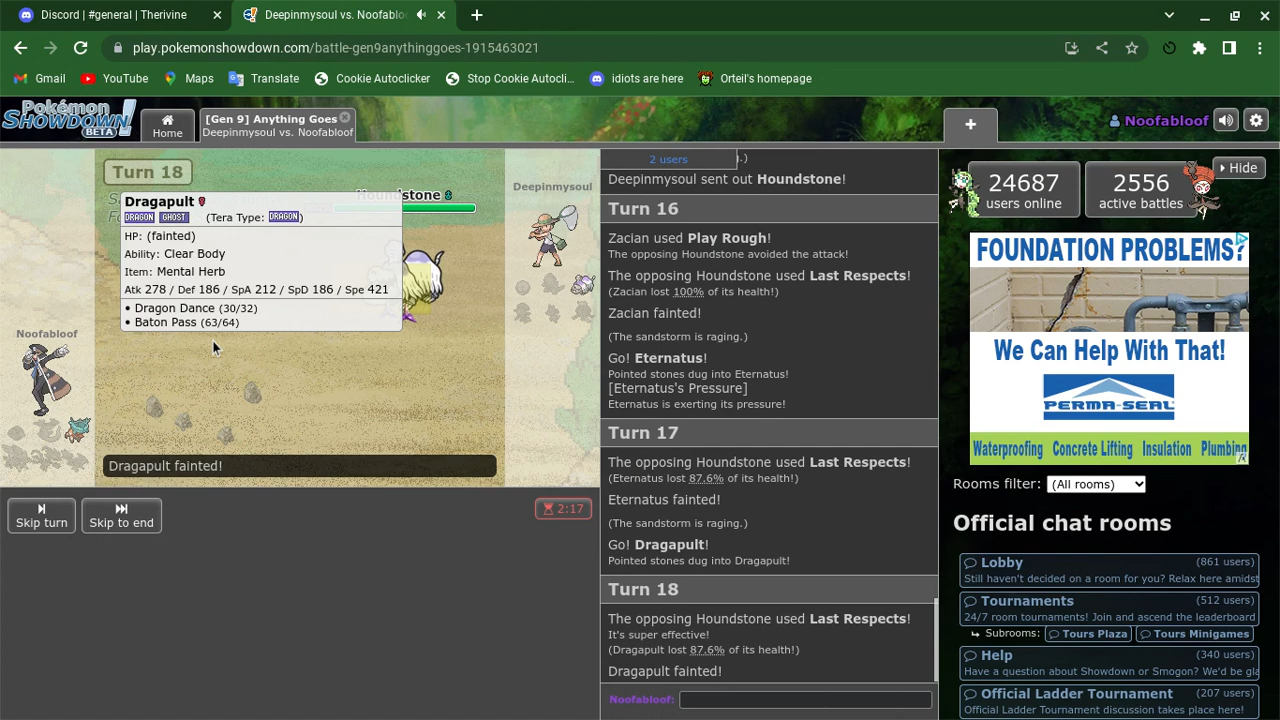 Discord | #general | Therivine
Deepinmysoul vs. Noofablo
play.pokemonshowdown.com/battle-gen9anythinggoes-1915463021
Gmail
YouTube
Maps
Translate
Cookie Autoclicker
Stop Cookie Autocli...
idiots are here
Orteil's homepage
Pokémon
SHOWDOWN!
BETA
Home
[Gen 9] Anything Goes
Deepinmysoul vs. Noofabloof
+
Noofabloof
Turn 18
Dragapult
DRAGON GHOST (Tera Type: DRAGON)
HP: (fainted)
Ability: Clear Body
Item: Mental Herb
Atk 278 / Def 186 / SpA 212 / SpD 186 / Spe 421
• Dragon Dance (30/32)
• Baton Pass (63/64)
stone
Deepinmysoul
Noofabloof
Dragapult fainted!
Skip turn
Skip to end
2:17
2 users
.)
Deepinmysoul sent out Houndstone!
Turn 16
Zacian used Play Rough!
The opposing Houndstone avoided the attack!
The opposing Houndstone used Last Respects!
(Zacian lost 100% of its health!)
Zacian fainted!
(The sandstorm is raging.)
Go! Eternatus!
Pointed stones dug into Eternatus!
[Eternatus's Pressure]
Eternatus is exerting its pressure!
Turn 17
The opposing Houndstone used Last Respects!
(Eternatus lost 87.6% of its health!)
Eternatus fainted!
(The sandstorm is raging.)
Go! Dragapult!
Pointed stones dug into Dragapult!
Turn 18
The opposing Houndstone used Last Respects!
It's super effective!
(Dragapult lost 87.6% of its health!)
Dragapult fainted!
Noofabloof:
24687
users online
2556
active battles
Hide
FOUNDATION PROBLEMS?
We Can Help With That!
PERMA-SEAL
Waterproofing Concrete Lifting Insulation Plumbing
Rooms filter: (All rooms)
Official chat rooms
Lobby (861 users)
Still haven't decided on a room for you? Relax here amidst
Tournaments (512 users)
24/7 room tournaments! Join and ascend the leaderboard
Subrooms: Tours Plaza Tours Minigames
Help (340 users)
Have a question about Showdown or Smogon? We'd be gla
Official Ladder Tournament (207 users)
Official Ladder Tournament discussion takes place here!